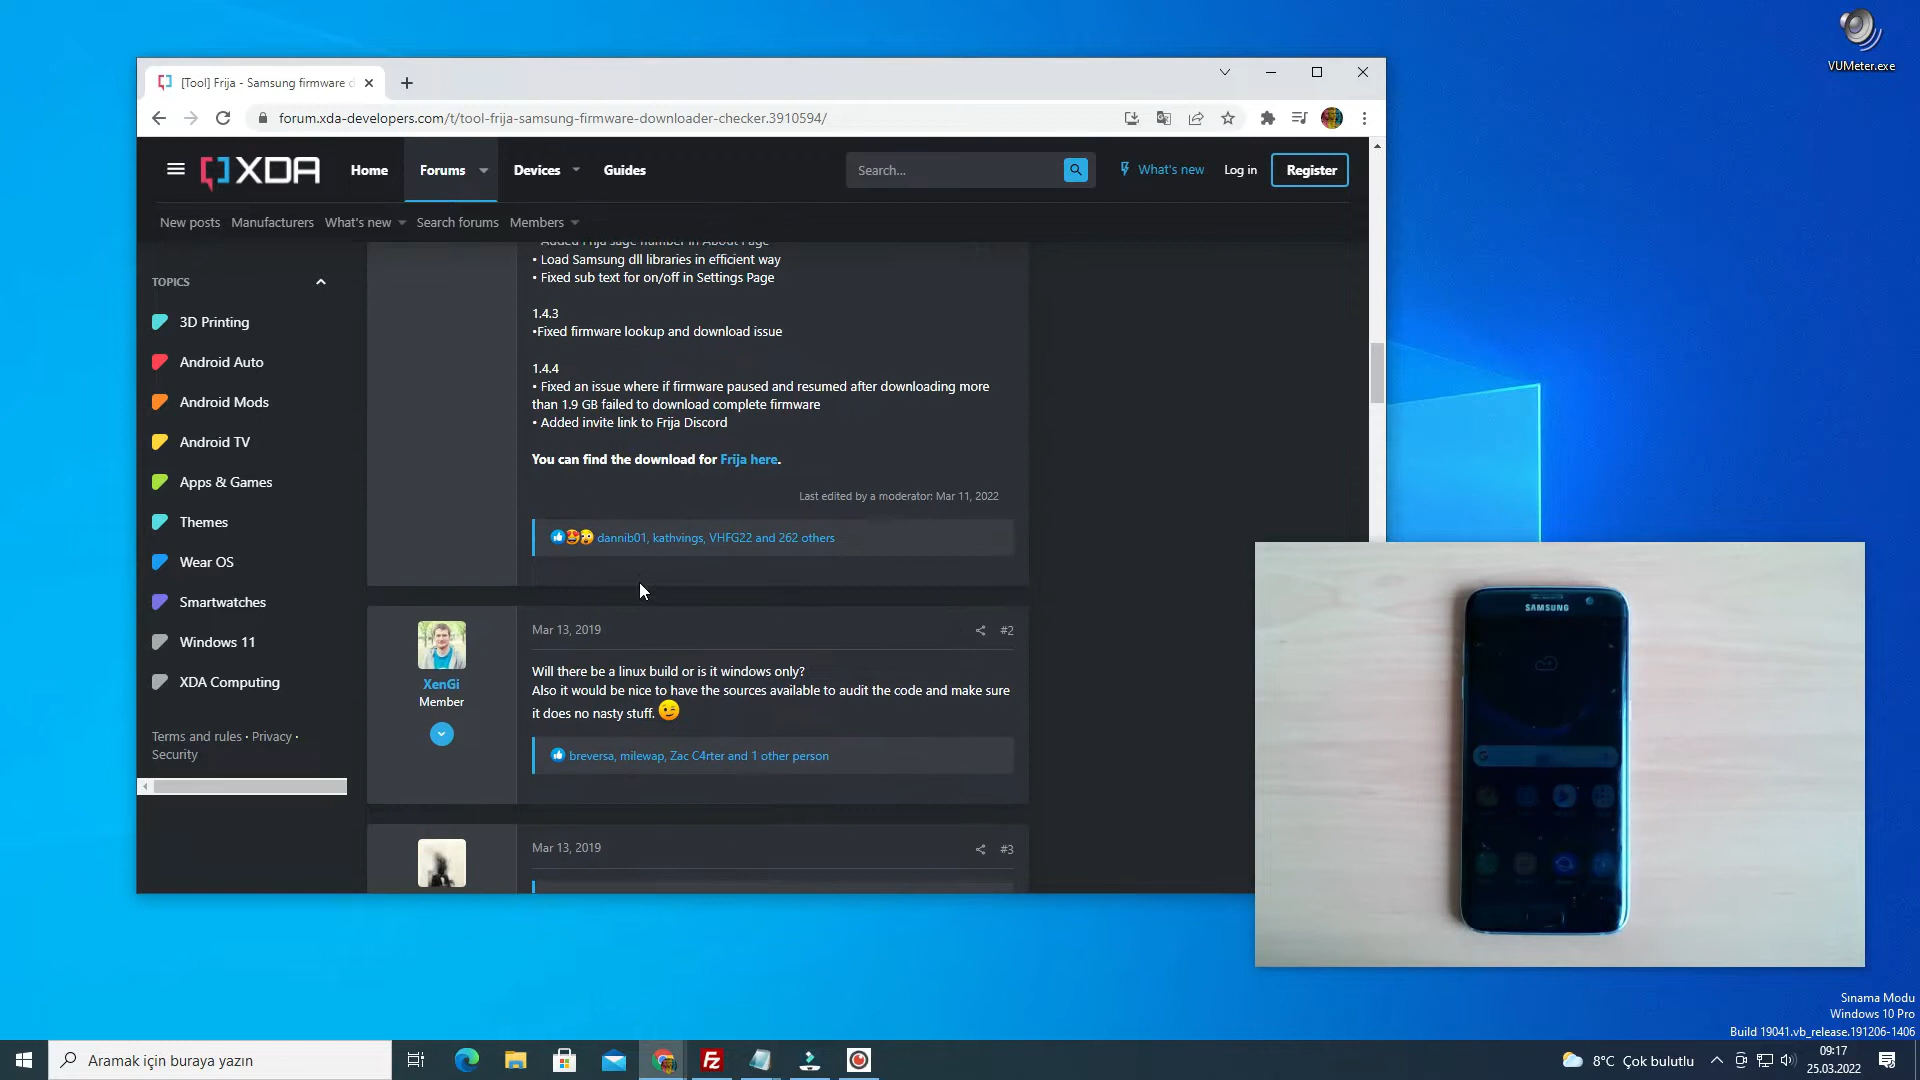 VUMeter.exe
[Tool] Frija - Samsung firmware d
forum.xda-developers.com/t/tool-frija-samsung-firmware-downloader-checker.3910594/
XDA
Home
Forums
Devices
Guides
Search...
What's new
Log in
Register
New posts
Manufacturers
What's new
Search forums
Members
TOPICS
3D Printing
Android Auto
Android Mods
Android TV
Apps & Games
Themes
Wear OS
Smartwatches
Windows 11
XDA Computing
Terms and rules · Privacy ·
Security
• Added Frija sage number in About Page
• Load Samsung dll libraries in efficient way
• Fixed sub text for on/off in Settings Page
1.4.3
•Fixed firmware lookup and download issue
1.4.4
• Fixed an issue where if firmware paused and resumed after downloading more
than 1.9 GB failed to download complete firmware
• Added invite link to Frija Discord
You can find the download for Frija here.
Last edited by a moderator: Mar 11, 2022
dannib01, kathvings, VHFG22 and 262 others
XenGi
Member
Mar 13, 2019
#2
Will there be a linux build or is it windows only?
Also it would be nice to have the sources available to audit the code and make sure
it does no nasty stuff. 😉
breversa, milewap, Zac C4rter and 1 other person
Mar 13, 2019
#3
SAMSUNG
Sınama Modu
Windows 10 Pro
Build 19041.vb_release.191206-1406
Aramak için buraya yazın
8°C Çok bulutlu
09:17
25.03.2022